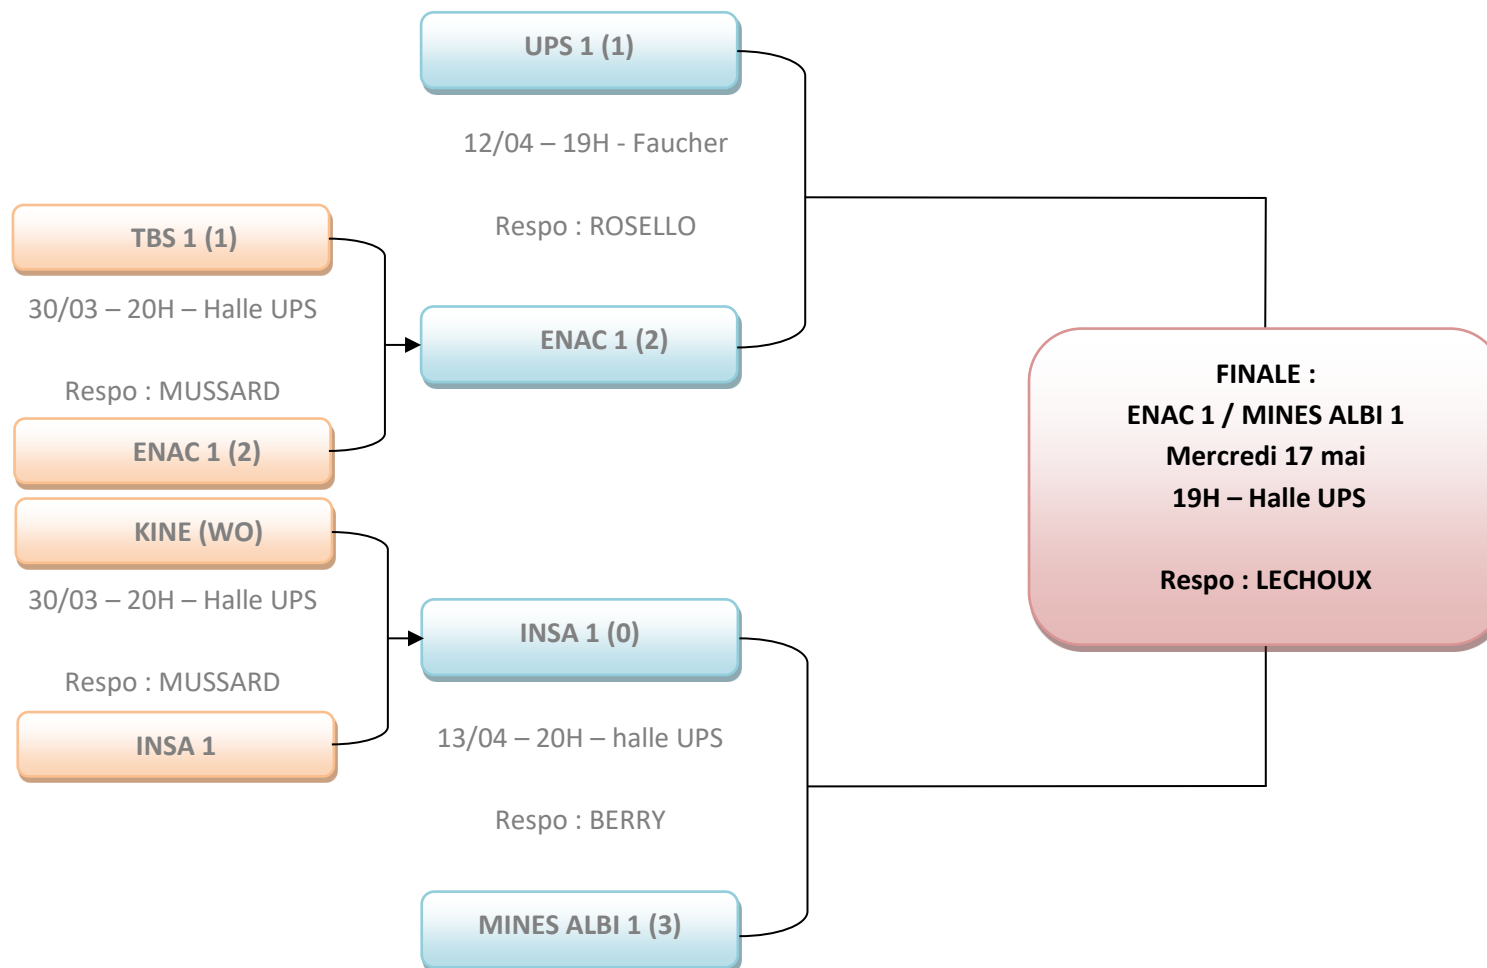 UPS 1 (1)
12/04 – 19H - Faucher
Respo : ROSELLO
TBS 1 (1)
30/03 – 20H – Halle UPS
Respo : MUSSARD
ENAC 1 (2)
ENAC 1 (2)
KINE (WO)
30/03 – 20H – Halle UPS
Respo : MUSSARD
INSA 1
INSA 1 (0)
13/04 – 20H – halle UPS
Respo : BERRY
MINES ALBI 1 (3)
FINALE :
ENAC 1 / MINES ALBI 1
Mercredi 17 mai
19H – Halle UPS
Respo : LECHOUX